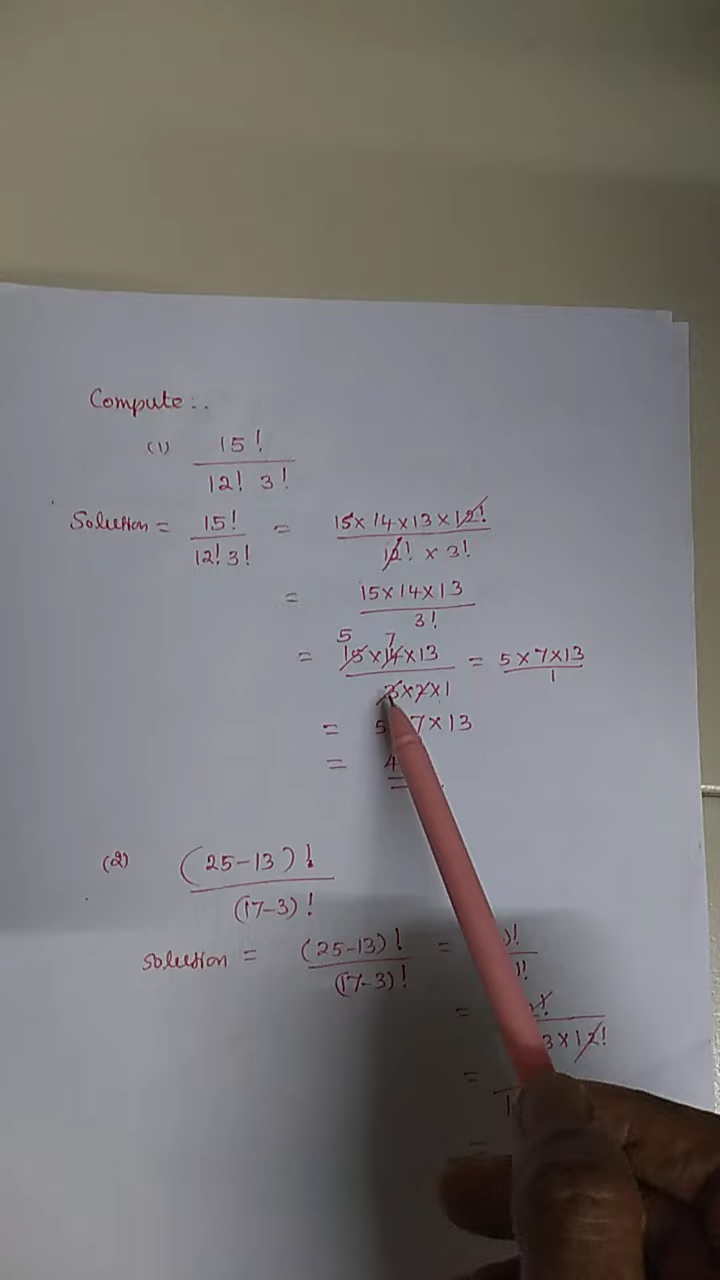 Compute:.
(1) 15!
12! 3!
Solution = 15! = 15 × 14 × 13 × 12!
12! 3! 12! × 3!
= 15 × 14 × 13
3!
5 7
= 15 × 14 × 13 = 5 × 7 × 13
3 × 2 × 1 1
= 5 7 × 13
= 4
(2) (25-13)!
(17-3)!
Solution = (25-13)! = )!
(17-3)! )!
= !
3 × 12!
=
1
=